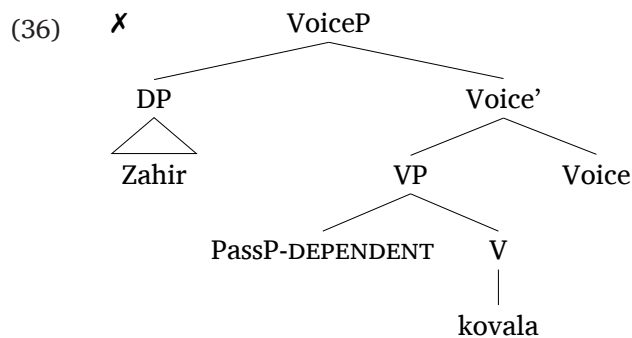 (36) ✗ VoiceP
DP Voice’
Zahir VP Voice
PassP-DEPENDENT V
kovala